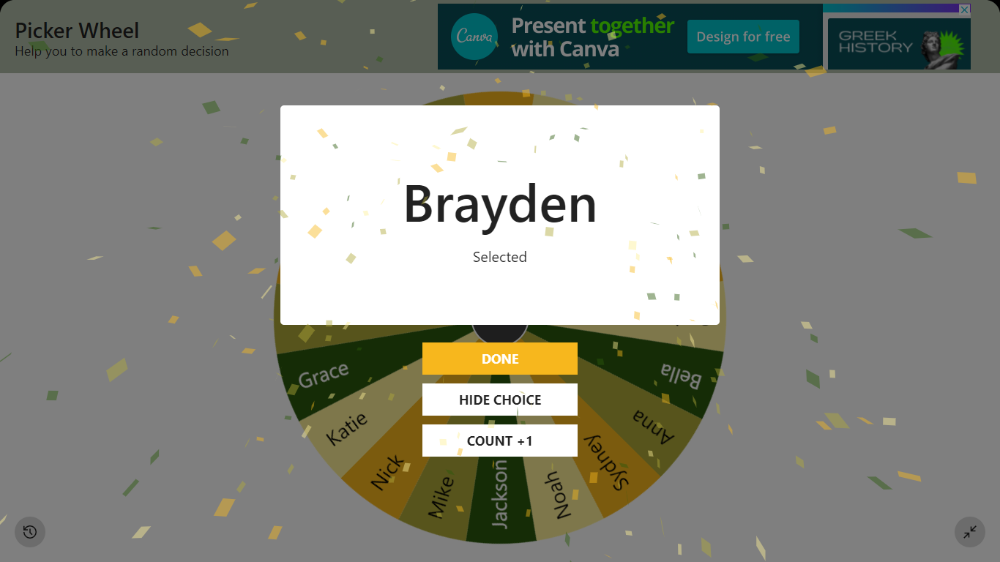 Picker Wheel
Help you to make a random decision
Canva
Present together
with Canva
Design for free
GREEK
HISTORY
Brayden
Selected
DONE
HIDE CHOICE
COUNT +1
Grace
Katie
Nick
Mike
Jackson
Noah
Sydney
Anna
Bella